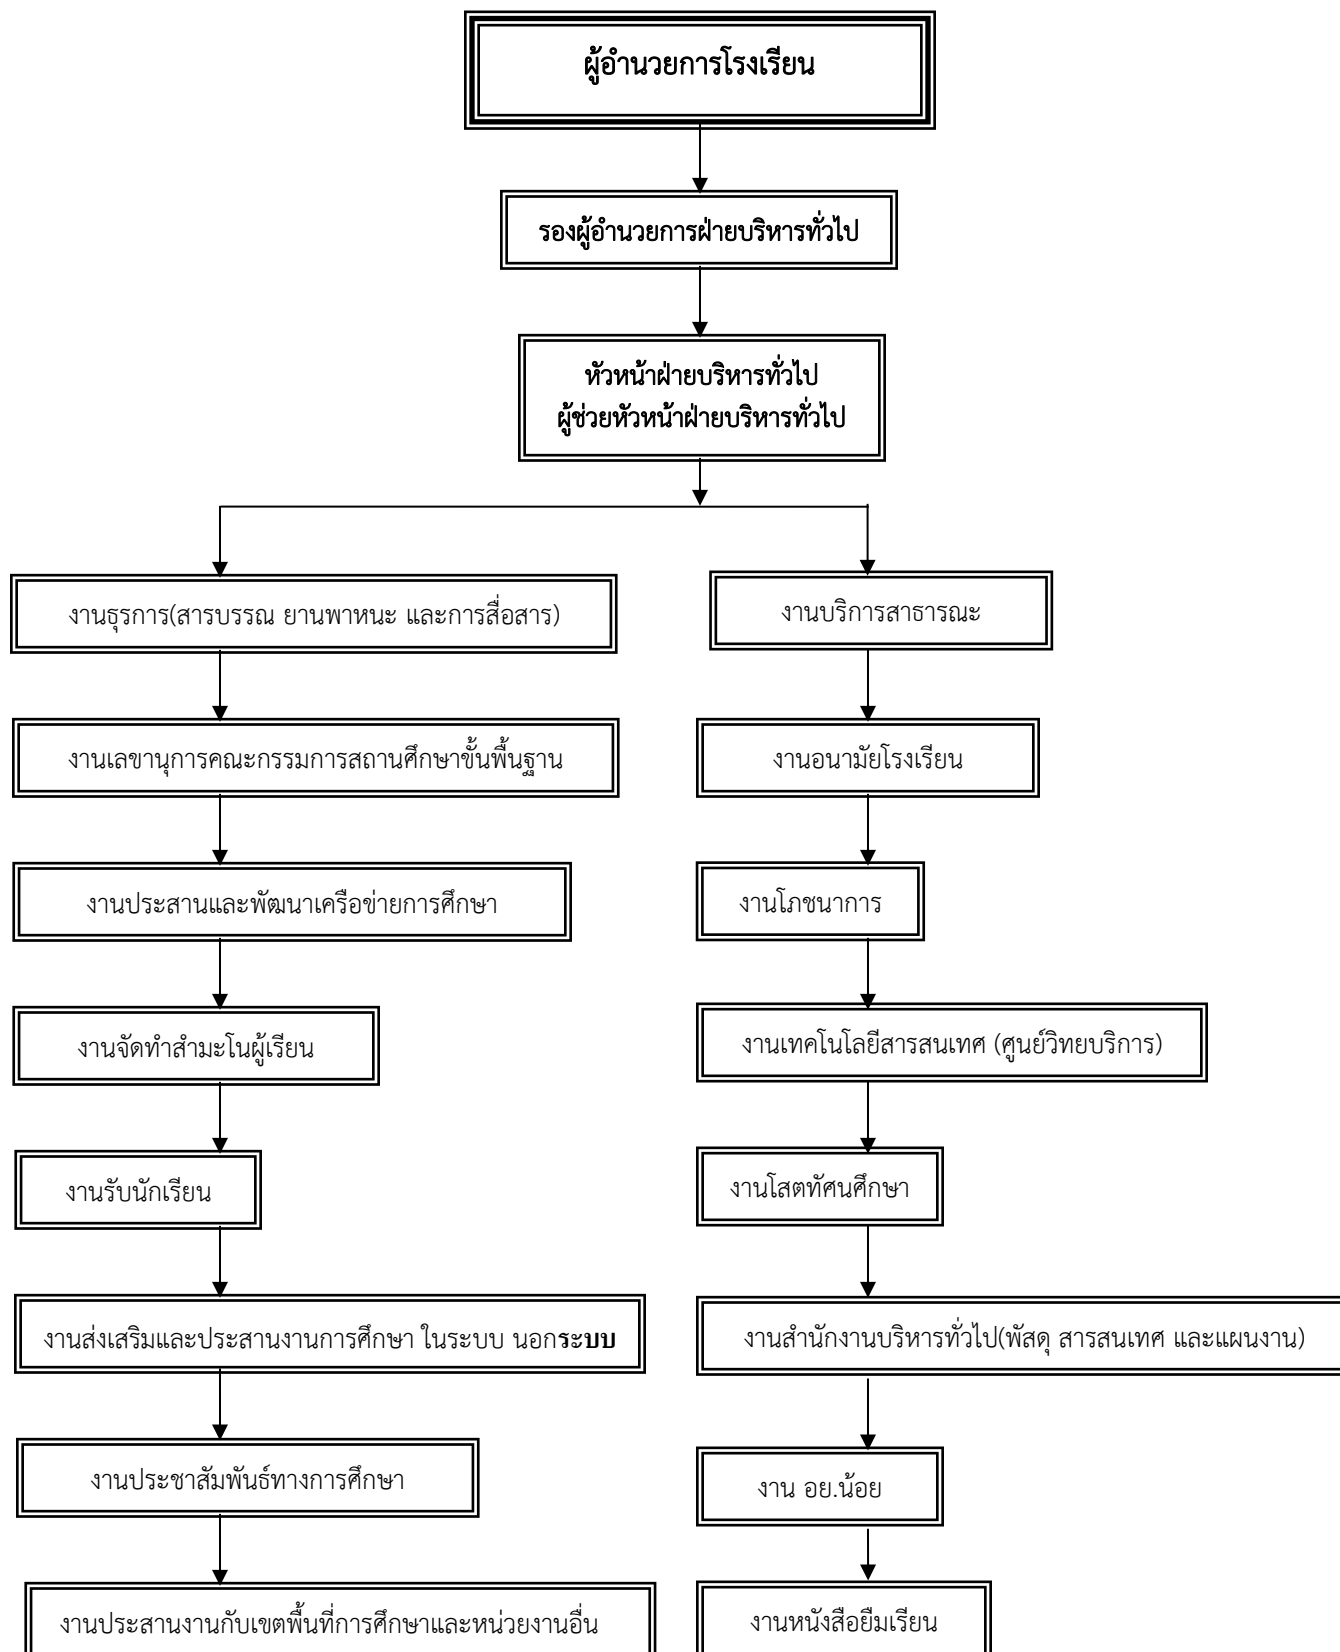 ผู้อำนวยการโรงเรียน
รองผู้อำนวยการฝ่ายบริหารทั่วไป
หัวหน้าฝ่ายบริหารทั่วไป
ผู้ช่วยหัวหน้าฝ่ายบริหารทั่วไป
งานธุรการ(สารบรรณ ยานพาหนะ และการสื่อสาร)
งานเลขานุการคณะกรรมการสถานศึกษาขั้นพื้นฐาน
งานประสานและพัฒนาเครือข่ายการศึกษา
งานจัดทำสำมะโนผู้เรียน
งานรับนักเรียน
งานส่งเสริมและประสานงานการศึกษา ในระบบ นอกระบบ
งานประชาสัมพันธ์ทางการศึกษา
งานประสานงานกับเขตพื้นที่การศึกษาและหน่วยงานอื่น
งานบริการสาธารณะ
งานอนามัยโรงเรียน
งานโภชนาการ
งานเทคโนโลยีสารสนเทศ (ศูนย์วิทยบริการ)
งานโสตทัศนศึกษา
งานสำนักงานบริหารทั่วไป(พัสดุ สารสนเทศ และแผนงาน)
งาน อย.น้อย
งานหนังสือยืมเรียน